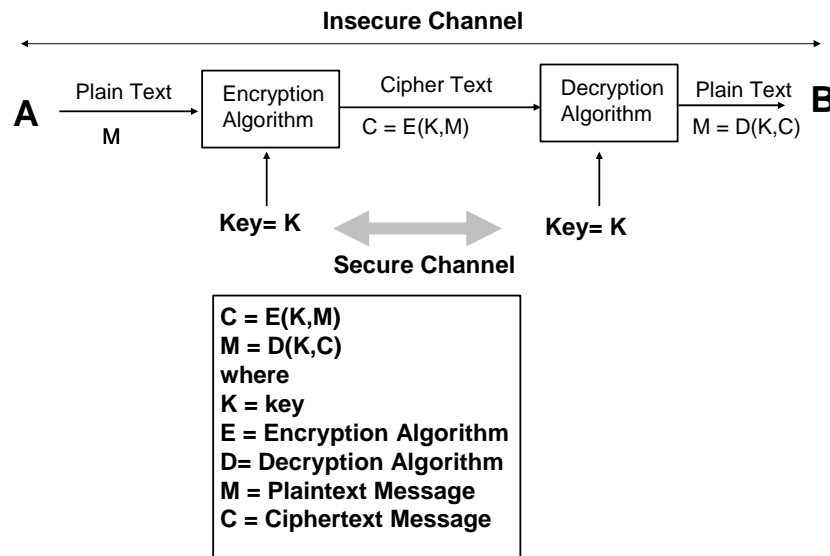 Insecure Channel
A
Plain Text
M
Encryption
Algorithm
Cipher Text
C = E(K,M)
Decryption
Algorithm
Plain Text
M = D(K,C)
B
Key= K
Key= K
Secure Channel
C = E(K,M)
M = D(K,C)
where
K = key
E = Encryption Algorithm
D= Decryption Algorithm
M = Plaintext Message
C = Ciphertext Message